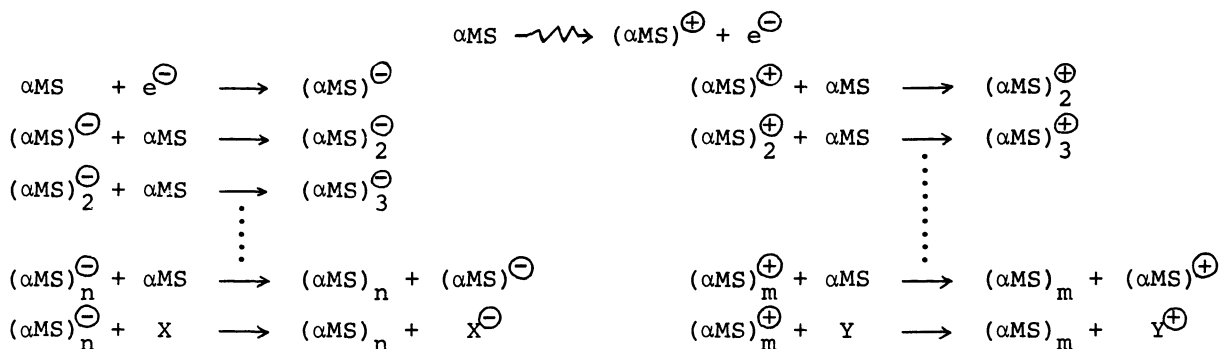 αMS ⟿ (αMS)⊕ + e⊖
αMS + e⊖ ⟶ (αMS)⊖
(αMS)⊕ + αMS ⟶ (αMS)₂⊕
(αMS)⊖ + αMS ⟶ (αMS)₂⊖
(αMS)₂⊕ + αMS ⟶ (αMS)₃⊕
(αMS)₂⊖ + αMS ⟶ (αMS)₃⊖
(αMS)ₙ⊖ + αMS ⟶ (αMS)ₙ + (αMS)⊖
(αMS)ₘ⊕ + αMS ⟶ (αMS)ₘ + (αMS)⊕
(αMS)ₙ⊖ + X ⟶ (αMS)ₙ + X⊖
(αMS)ₘ⊕ + Y ⟶ (αMS)ₘ + Y⊕